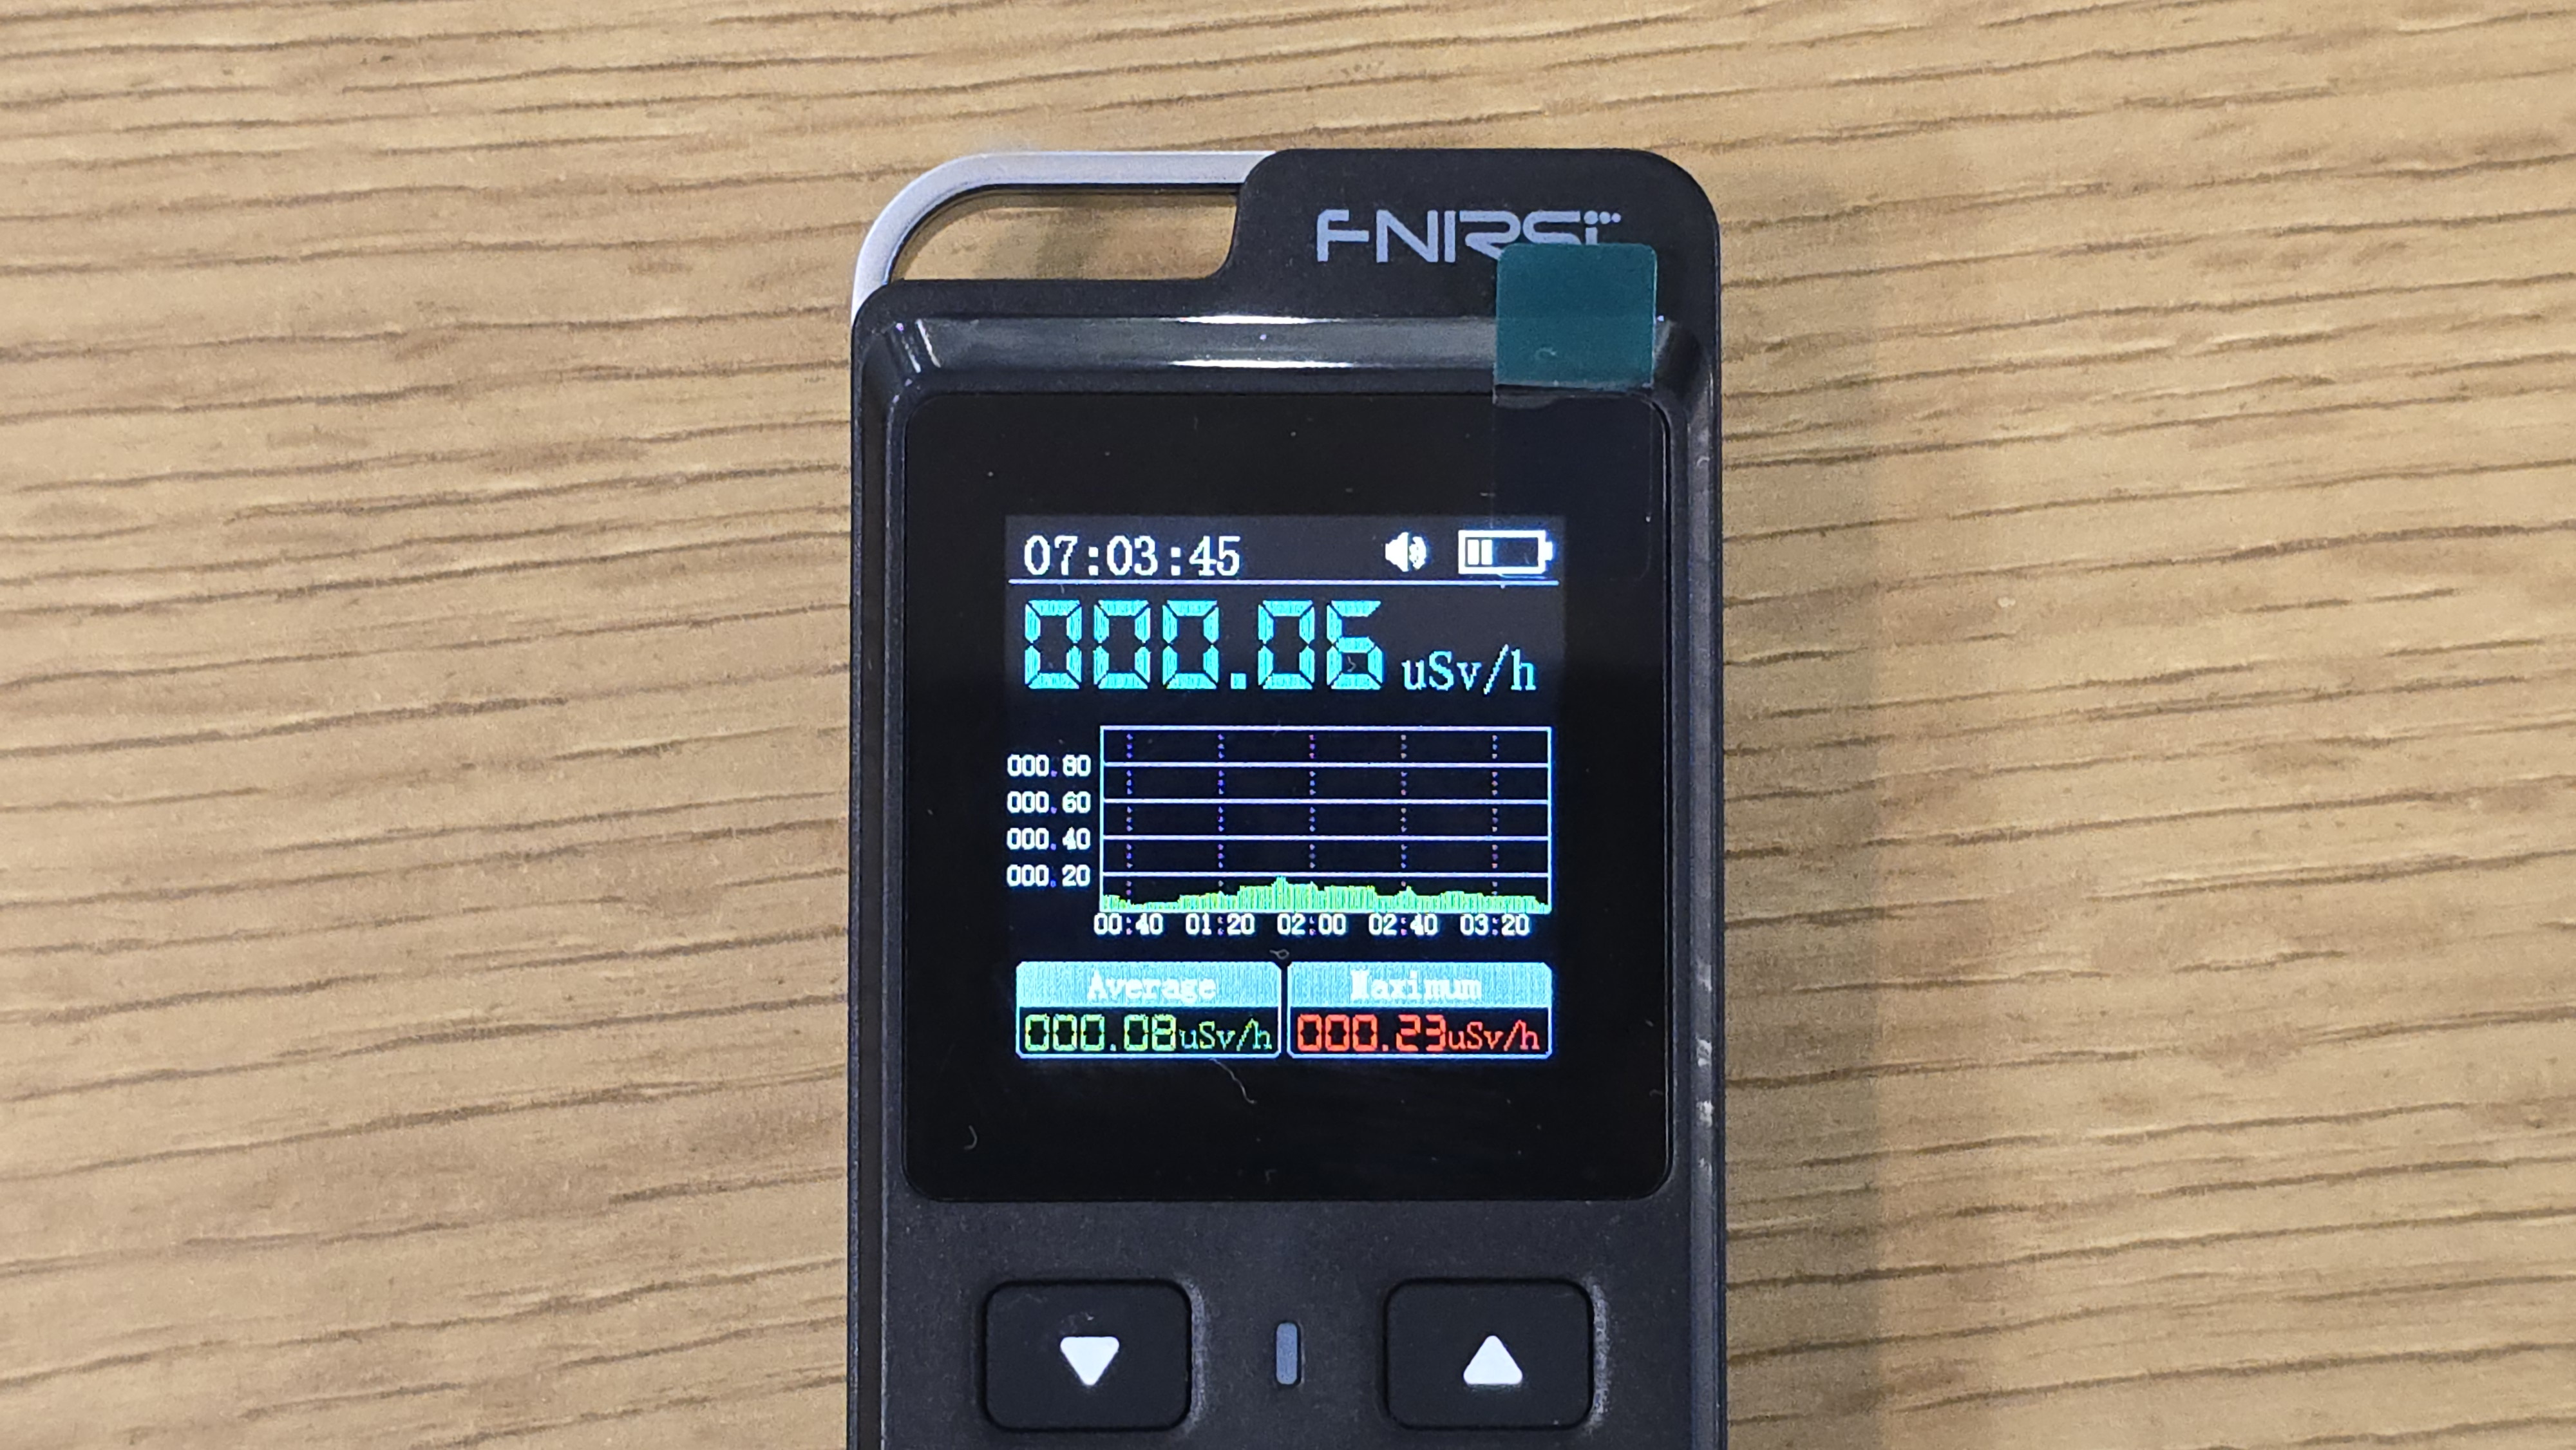 FNIRSI
07:03:45
000.06 uSv/h
000.80
000.60
000.40
000.20
00:40 01:20 02:00 02:40 03:20
Average Maximum
000.08uSv/h 000.23uSv/h